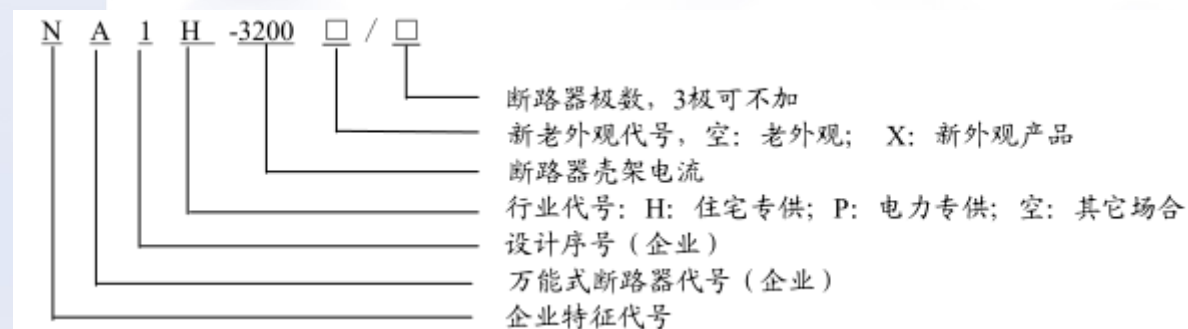 N A 1 H -3200 □ / □
断路器极数，3极可不加
新老外观代号，空：老外观； X：新外观产品
断路器壳架电流
行业代号：H：住宅专供；P：电力专供；空：其它场合
设计序号（企业）
万能式断路器代号（企业）
企业特征代号